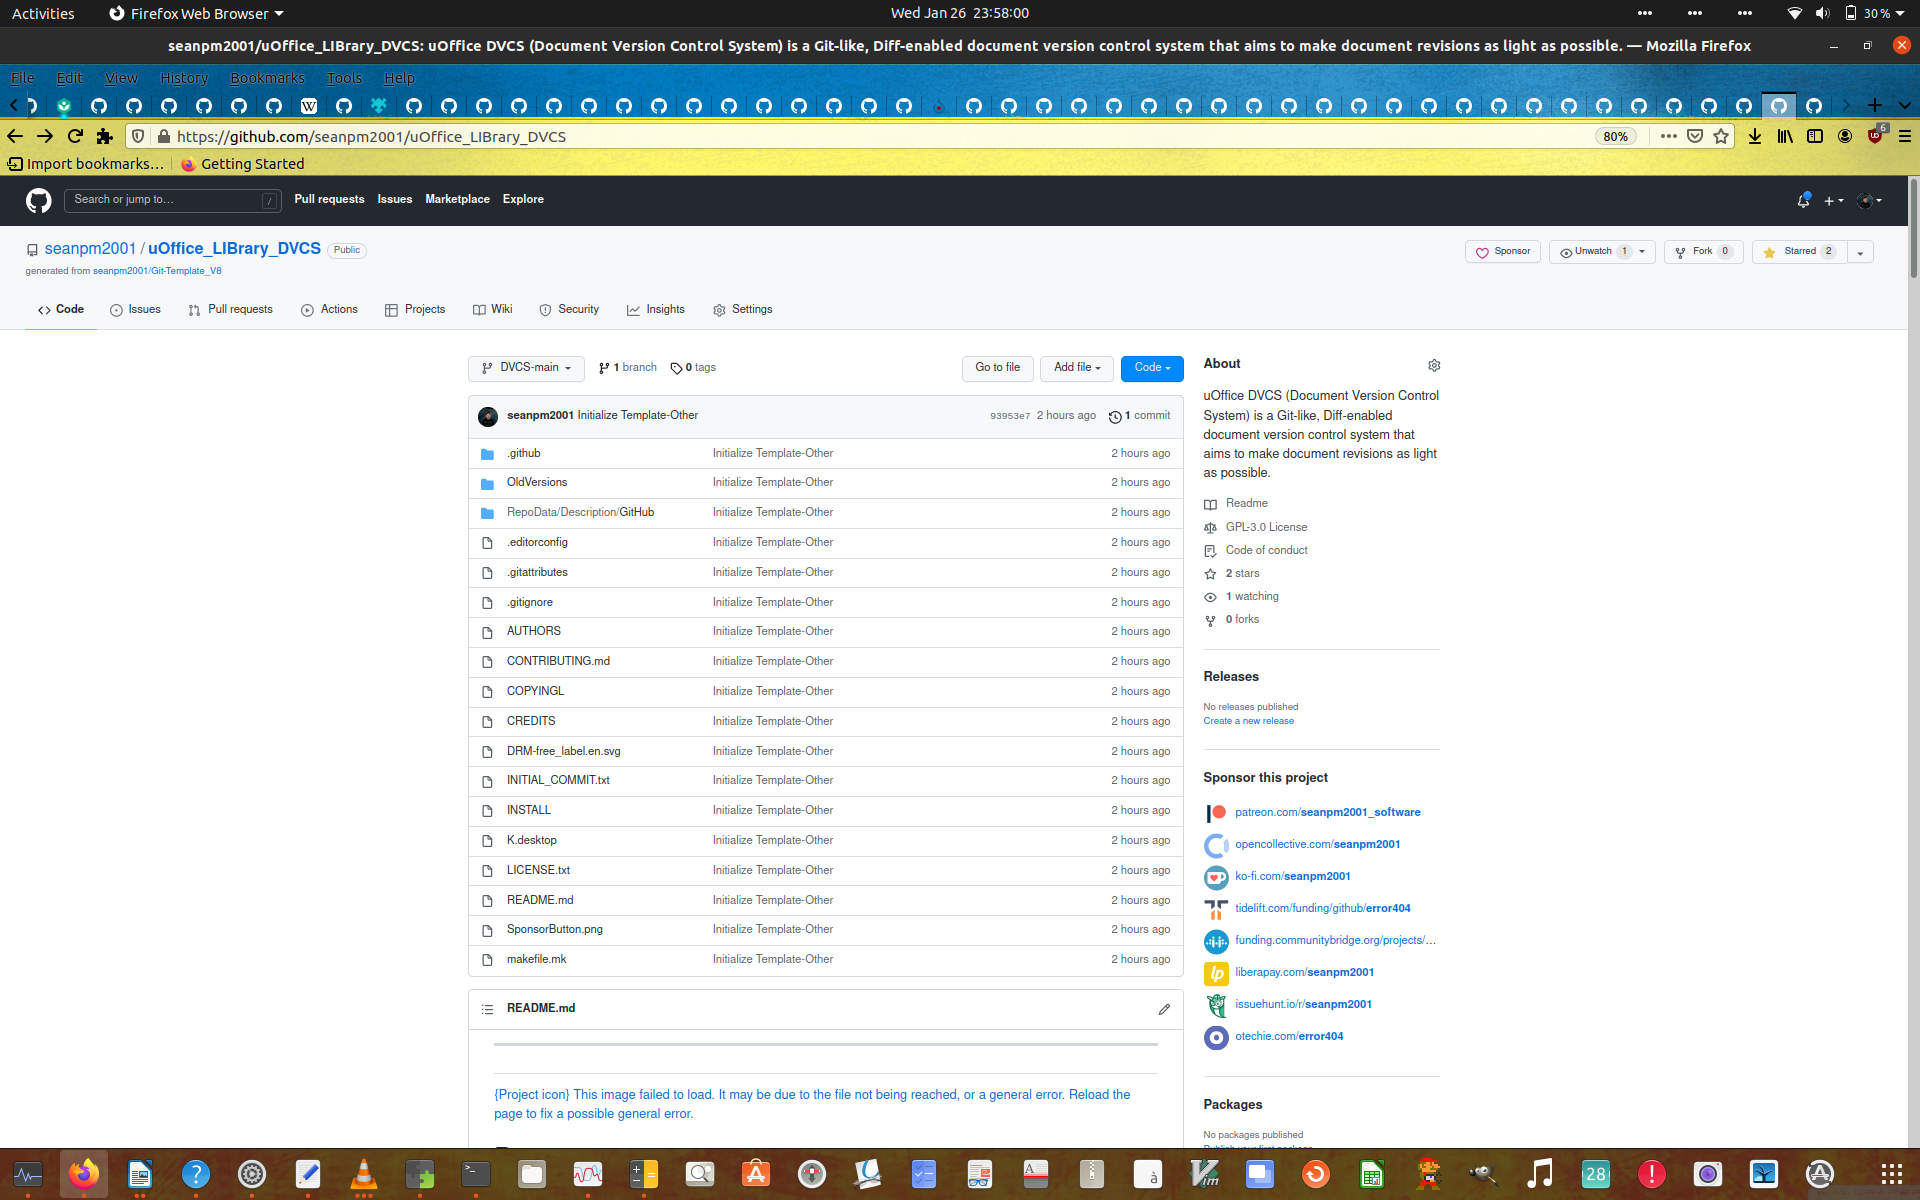 Activities
Firefox Web Browser
Wed Jan 26 23:58:00
30 %
seanpm2001/uOffice_LIBrary_DVCS: uOffice DVCS (Document Version Control System) is a Git-like, Diff-enabled document version control system that aims to make document revisions as light as possible. — Mozilla Firefox
File Edit View History Bookmarks Tools Help
W
https://github.com/seanpm2001/uOffice_LIBrary_DVCS
80%
6
Import bookmarks…
Getting Started
Search or jump to…
/
Pull requests Issues Marketplace Explore
seanpm2001 / uOffice_LIBrary_DVCS
Public
Sponsor
Unwatch 1
Fork 0
Starred 2
generated from seanpm2001/Git-Template_V8
Code Issues Pull requests Actions Projects Wiki Security Insights Settings
DVCS-main
1 branch
0 tags
Go to file
Add file
Code
seanpm2001 Initialize Template-Other 93953e7 2 hours ago 1 commit
.github Initialize Template-Other 2 hours ago
OldVersions Initialize Template-Other 2 hours ago
RepoData/Description/GitHub Initialize Template-Other 2 hours ago
.editorconfig Initialize Template-Other 2 hours ago
.gitattributes Initialize Template-Other 2 hours ago
.gitignore Initialize Template-Other 2 hours ago
AUTHORS Initialize Template-Other 2 hours ago
CONTRIBUTING.md Initialize Template-Other 2 hours ago
COPYINGL Initialize Template-Other 2 hours ago
CREDITS Initialize Template-Other 2 hours ago
DRM-free_label.en.svg Initialize Template-Other 2 hours ago
INITIAL_COMMIT.txt Initialize Template-Other 2 hours ago
INSTALL Initialize Template-Other 2 hours ago
K.desktop Initialize Template-Other 2 hours ago
LICENSE.txt Initialize Template-Other 2 hours ago
README.md Initialize Template-Other 2 hours ago
SponsorButton.png Initialize Template-Other 2 hours ago
makefile.mk Initialize Template-Other 2 hours ago
README.md
{Project icon} This image failed to load. It may be due to the file not being reached, or a general error. Reload the
page to fix a possible general error.
About
uOffice DVCS (Document Version Control
System) is a Git-like, Diff-enabled
document version control system that
aims to make document revisions as light
as possible.
Readme
GPL-3.0 License
Code of conduct
2 stars
1 watching
0 forks
Releases
No releases published
Create a new release
Sponsor this project
patreon.com/seanpm2001_software
opencollective.com/seanpm2001
ko-fi.com/seanpm2001
tidelift.com/funding/github/error404
funding.communitybridge.org/projects/…
lp
liberapay.com/seanpm2001
issuehunt.io/r/seanpm2001
otechie.com/error404
Packages
No packages published
28